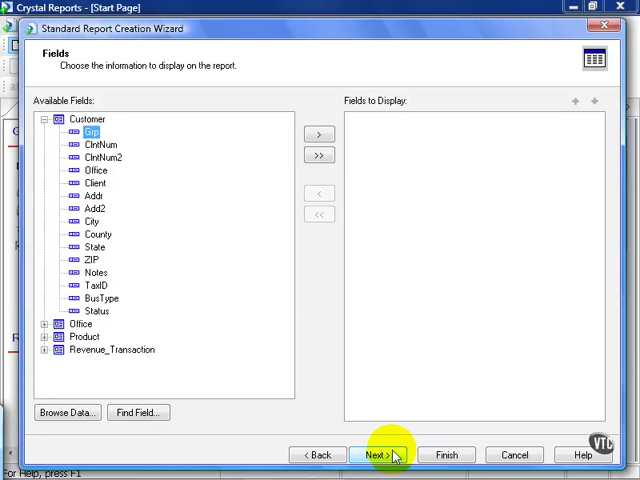 Crystal Reports - [Start Page]
Standard Report Creation Wizard
Fields
Choose the information to display on the report.
Available Fields:
Fields to Display:
Customer
Grp
ClntNum
ClntNum2
Office
Client
Addr
Add2
City
County
State
ZIP
Notes
TaxID
BusType
Status
Office
Product
Revenue_Transaction
>
>>
<
<<
Browse Data...
Find Field...
< Back
Next >
Finish
Cancel
Help
VTC
For Help, press F1